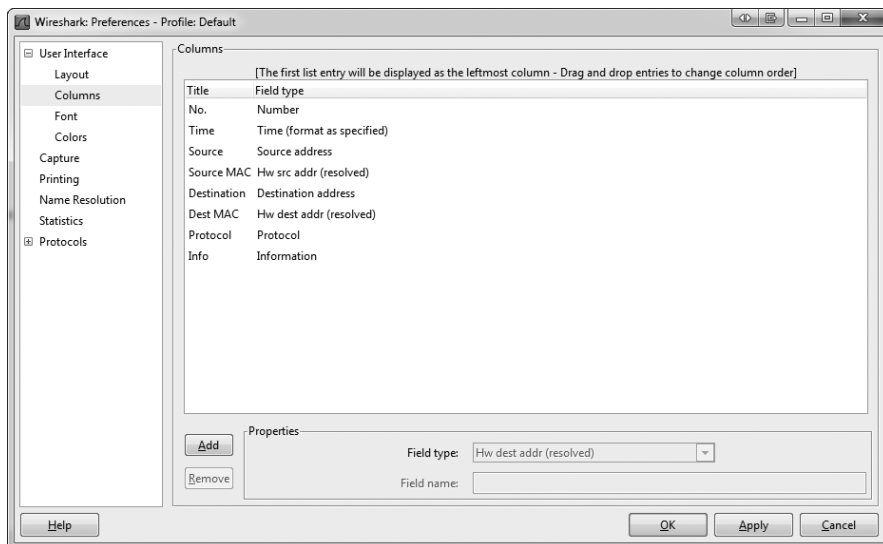 Wireshark: Preferences - Profile: Default
User Interface
Layout
Columns
Font
Colors
Capture
Printing
Name Resolution
Statistics
Protocols
Columns
[The first list entry will be displayed as the leftmost column - Drag and drop entries to change column order]
Title Field type
No. Number
Time Time (format as specified)
Source Source address
Source MAC Hw src addr (resolved)
Destination Destination address
Dest MAC Hw dest addr (resolved)
Protocol Protocol
Info Information
Add
Remove
Properties
Field type: Hw dest addr (resolved)
Field name:
Help
OK
Apply
Cancel